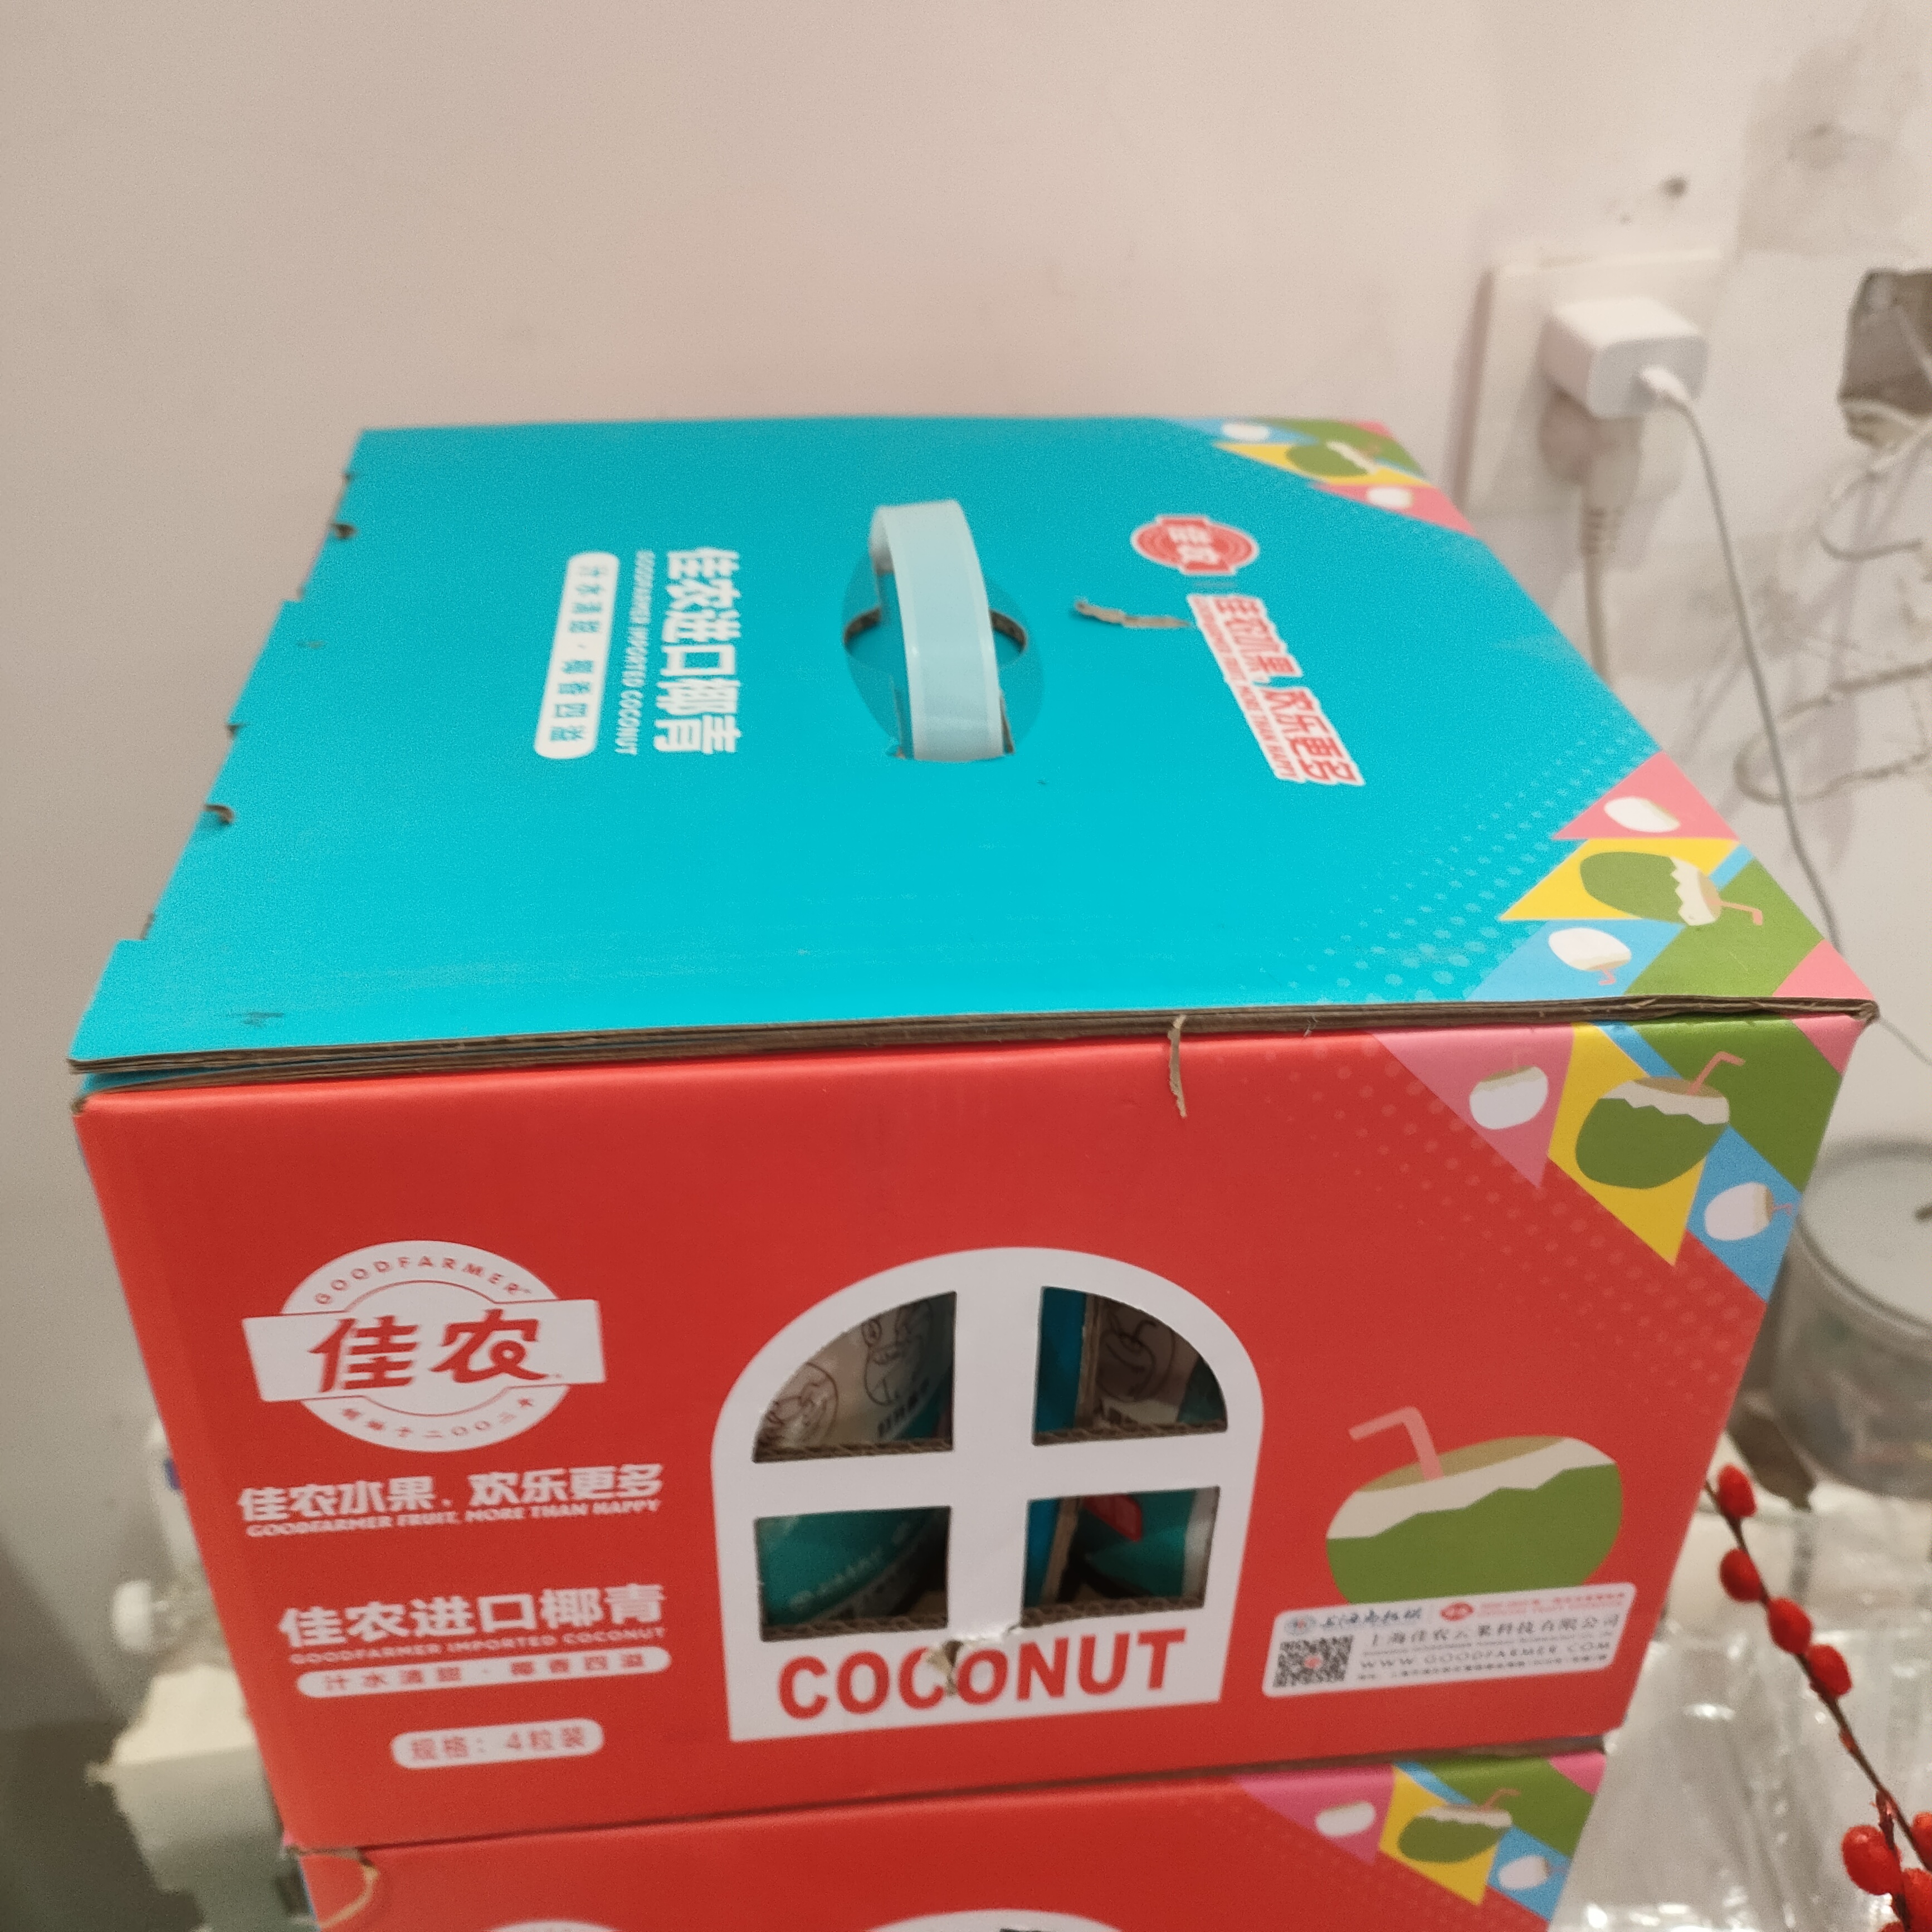 佳农进口椰青
GOODFARMER IMPORTED COCONUT
汁水清甜·椰香四溢
佳农
佳农水果,欢乐更多
GOODFARMER FRUIT, MORE THAN HAPPY
GOODFARMER
佳农
佳农水果,欢乐更多
GOODFARMER FRUIT, MORE THAN HAPPY
佳农进口椰青
GOODFARMER IMPORTED COCONUT
汁水清甜·椰香四溢
规格:4粒装
COCONUT
上海佳农云果科技有限公司
WWW.GOODFARMER.COM